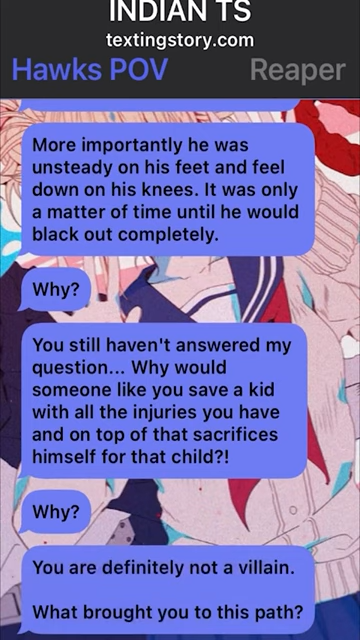 INDIAN TS
textingstory.com
Hawks POV
Reaper
More importantly he was
unsteady on his feet and feel
down on his knees. It was only
a matter of time until he would
black out completely.
Why?
You still haven't answered my
question... Why would
someone like you save a kid
with all the injuries you have
and on top of that sacrifices
himself for that child?!
Why?
You are definitely not a villain.
What brought you to this path?